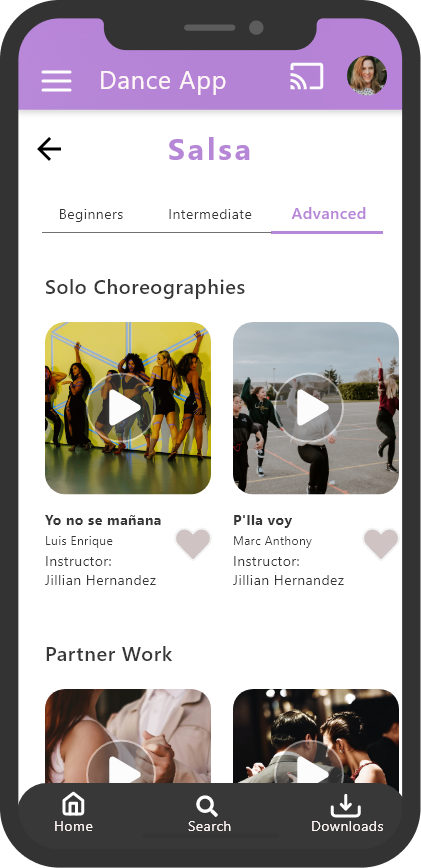 Dance App
Salsa
Beginners Intermediate Advanced
Solo Choreographies
Yo no se mañana
Luis Enrique
Instructor:
Jillian Hernandez
P'lla voy
Marc Anthony
Instructor:
Jillian Hernandez
Partner Work
Home Search Downloads